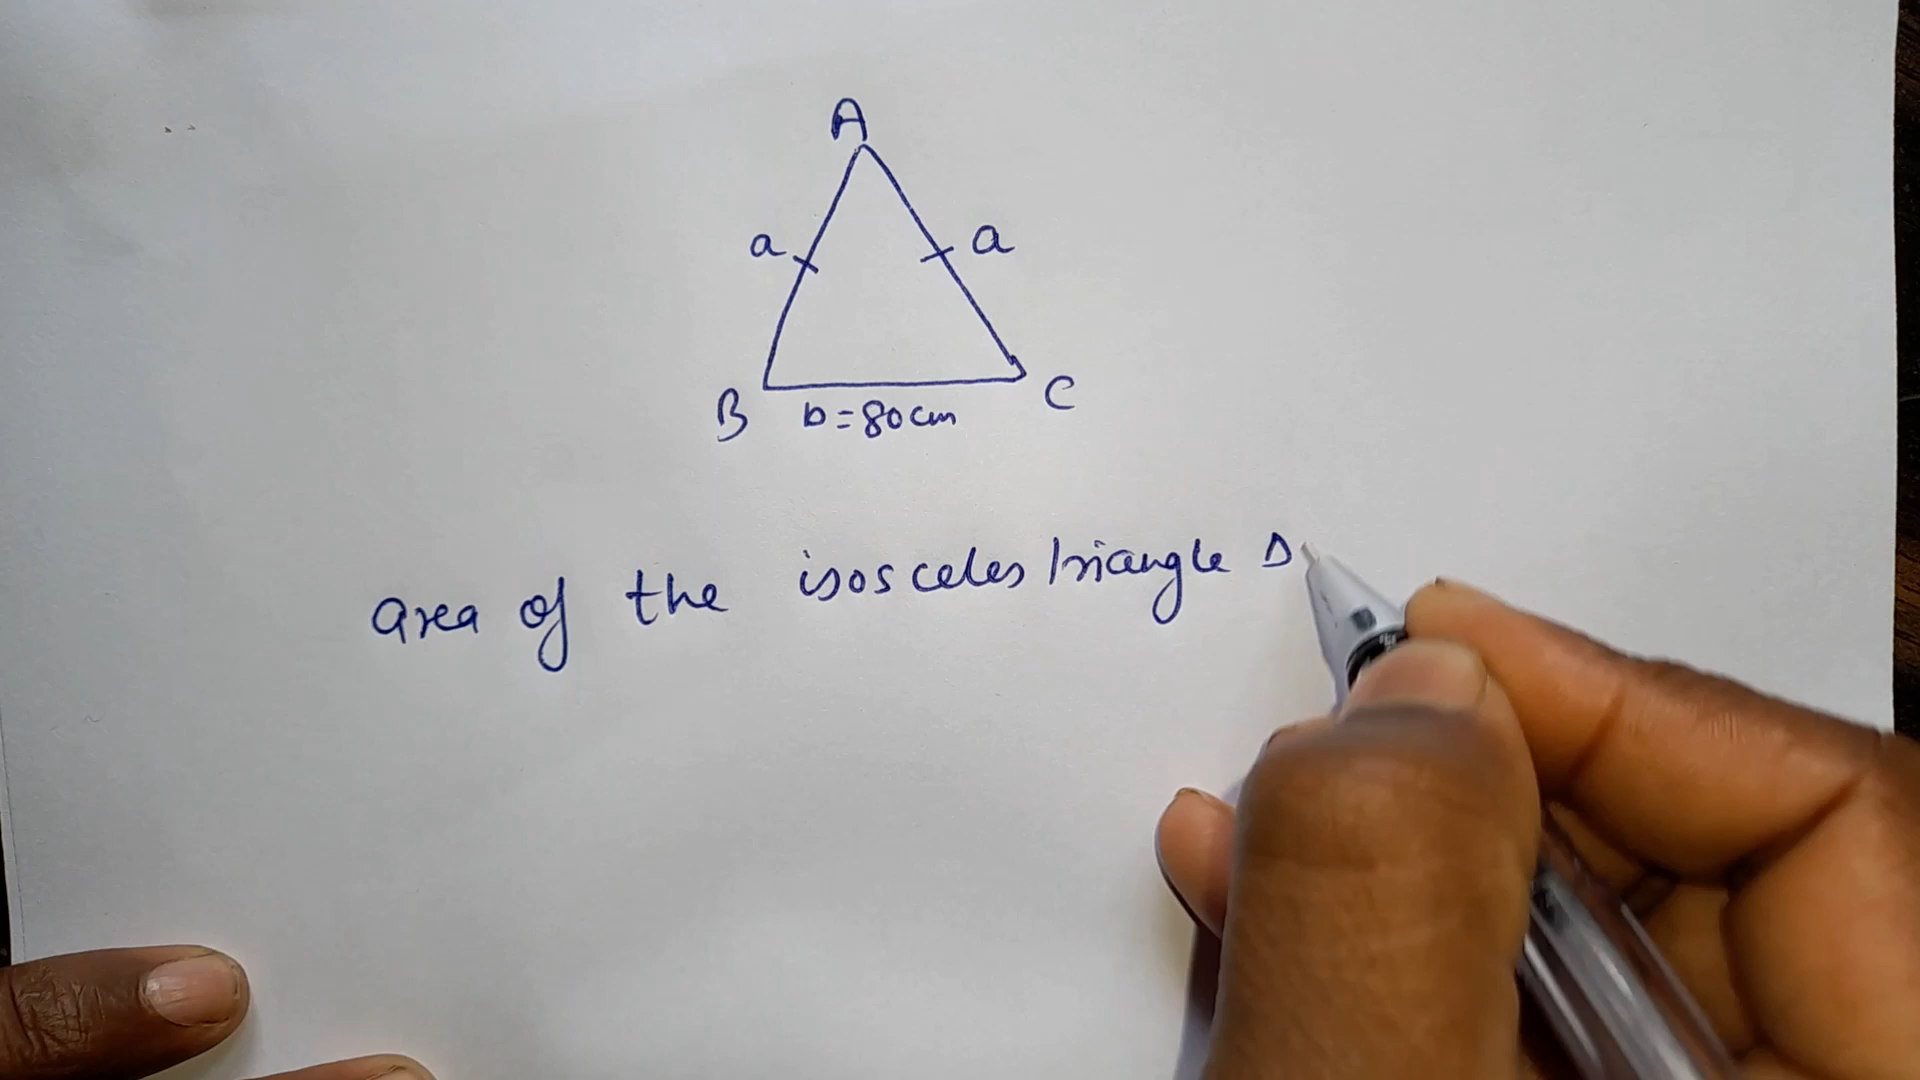 A
a a
B b=80cm C
area of the isosceles triangle Δ